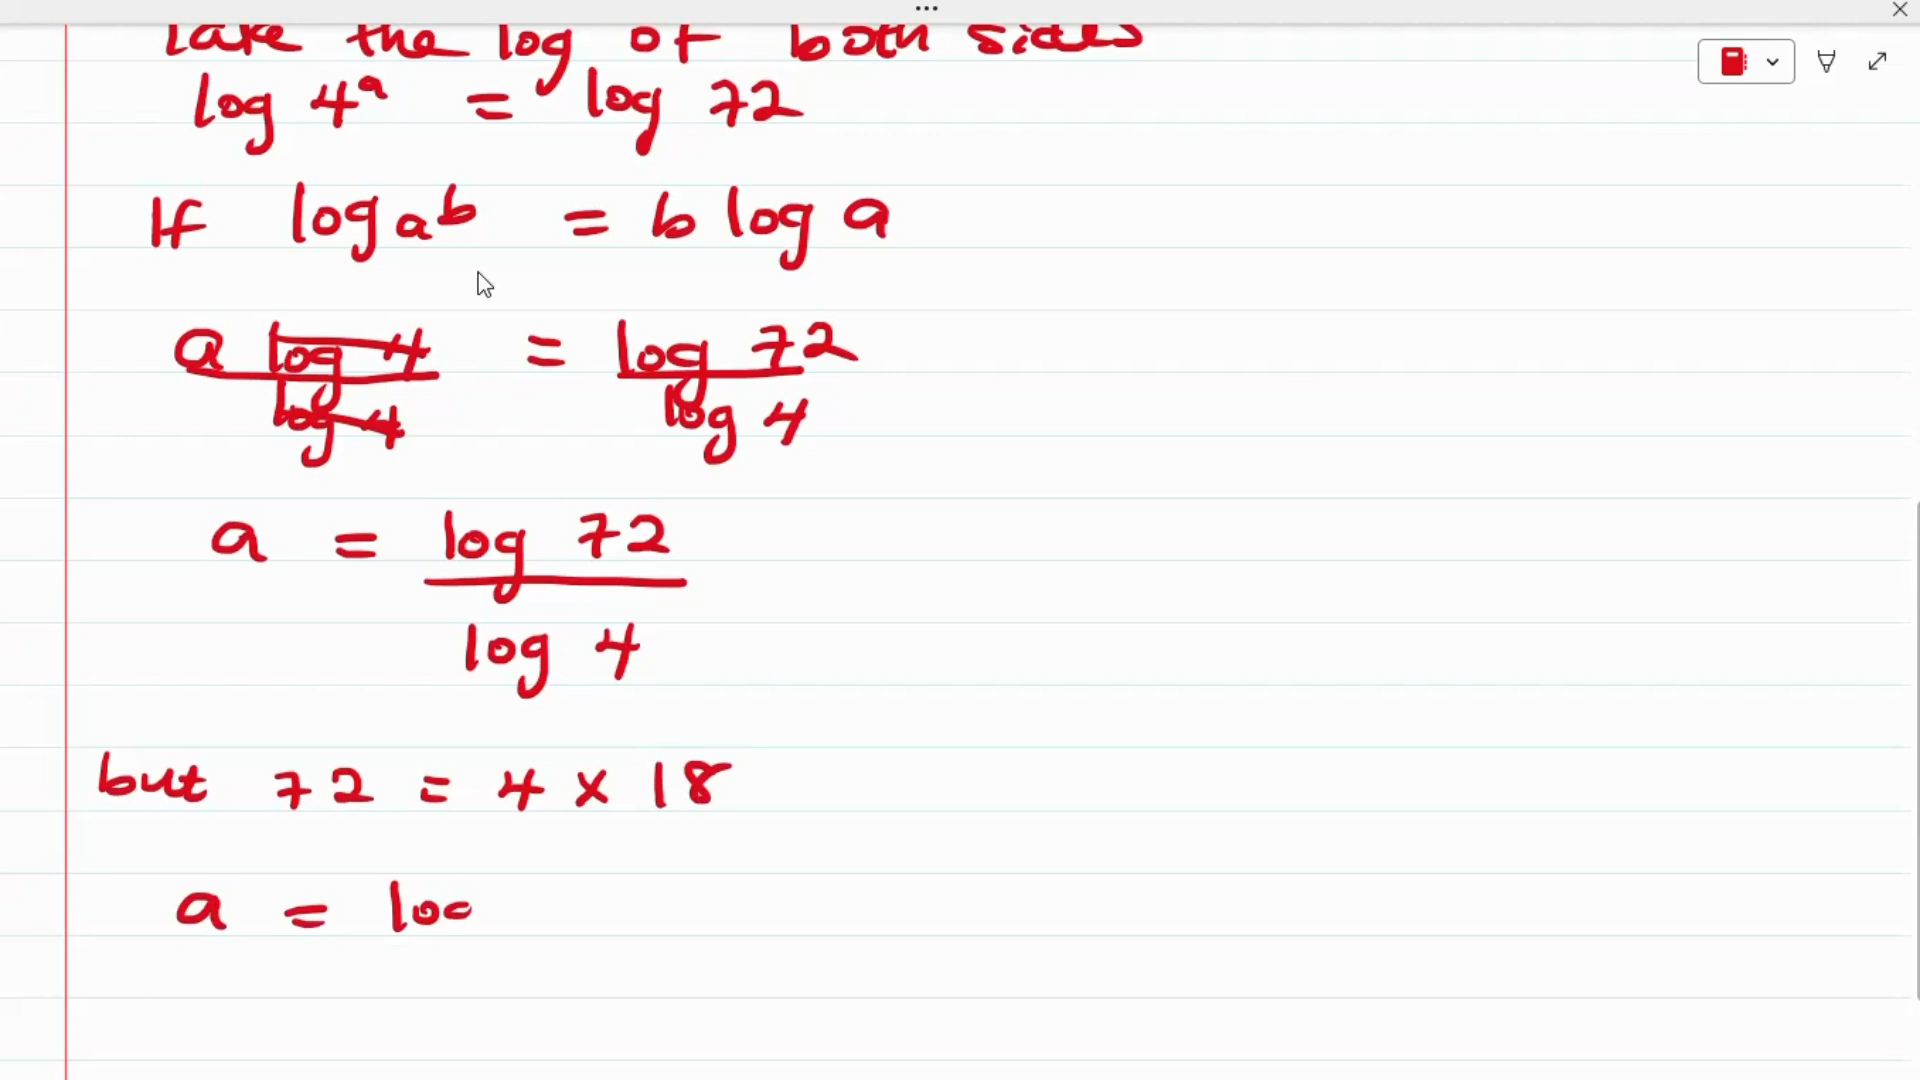 Take the log of both sides
log 4ᵃ = log 72
If log aᵇ = b log a
a log 4 = log 72
log 4 log 4
a = log 72
log 4
but 72 = 4 x 18
a = loc